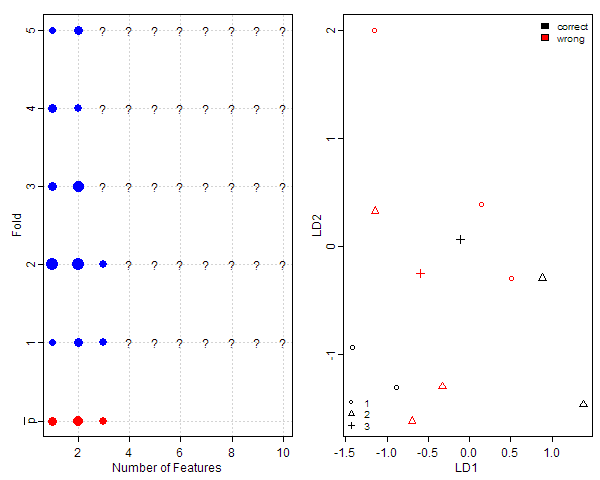 5 ? ? ? ? ? ? ? ?
4 ? ? ? ? ? ? ? ?
3 ? ? ? ? ? ? ? ?
2 ? ? ? ? ? ? ?
1 ? ? ? ? ? ? ?
p̅
2 4 6 8 10
Number of Features
Fold
correct
wrong
2
1
0
-1
LD2
1
2
3
-1.5 -1.0 -0.5 0.0 0.5 1.0
LD1